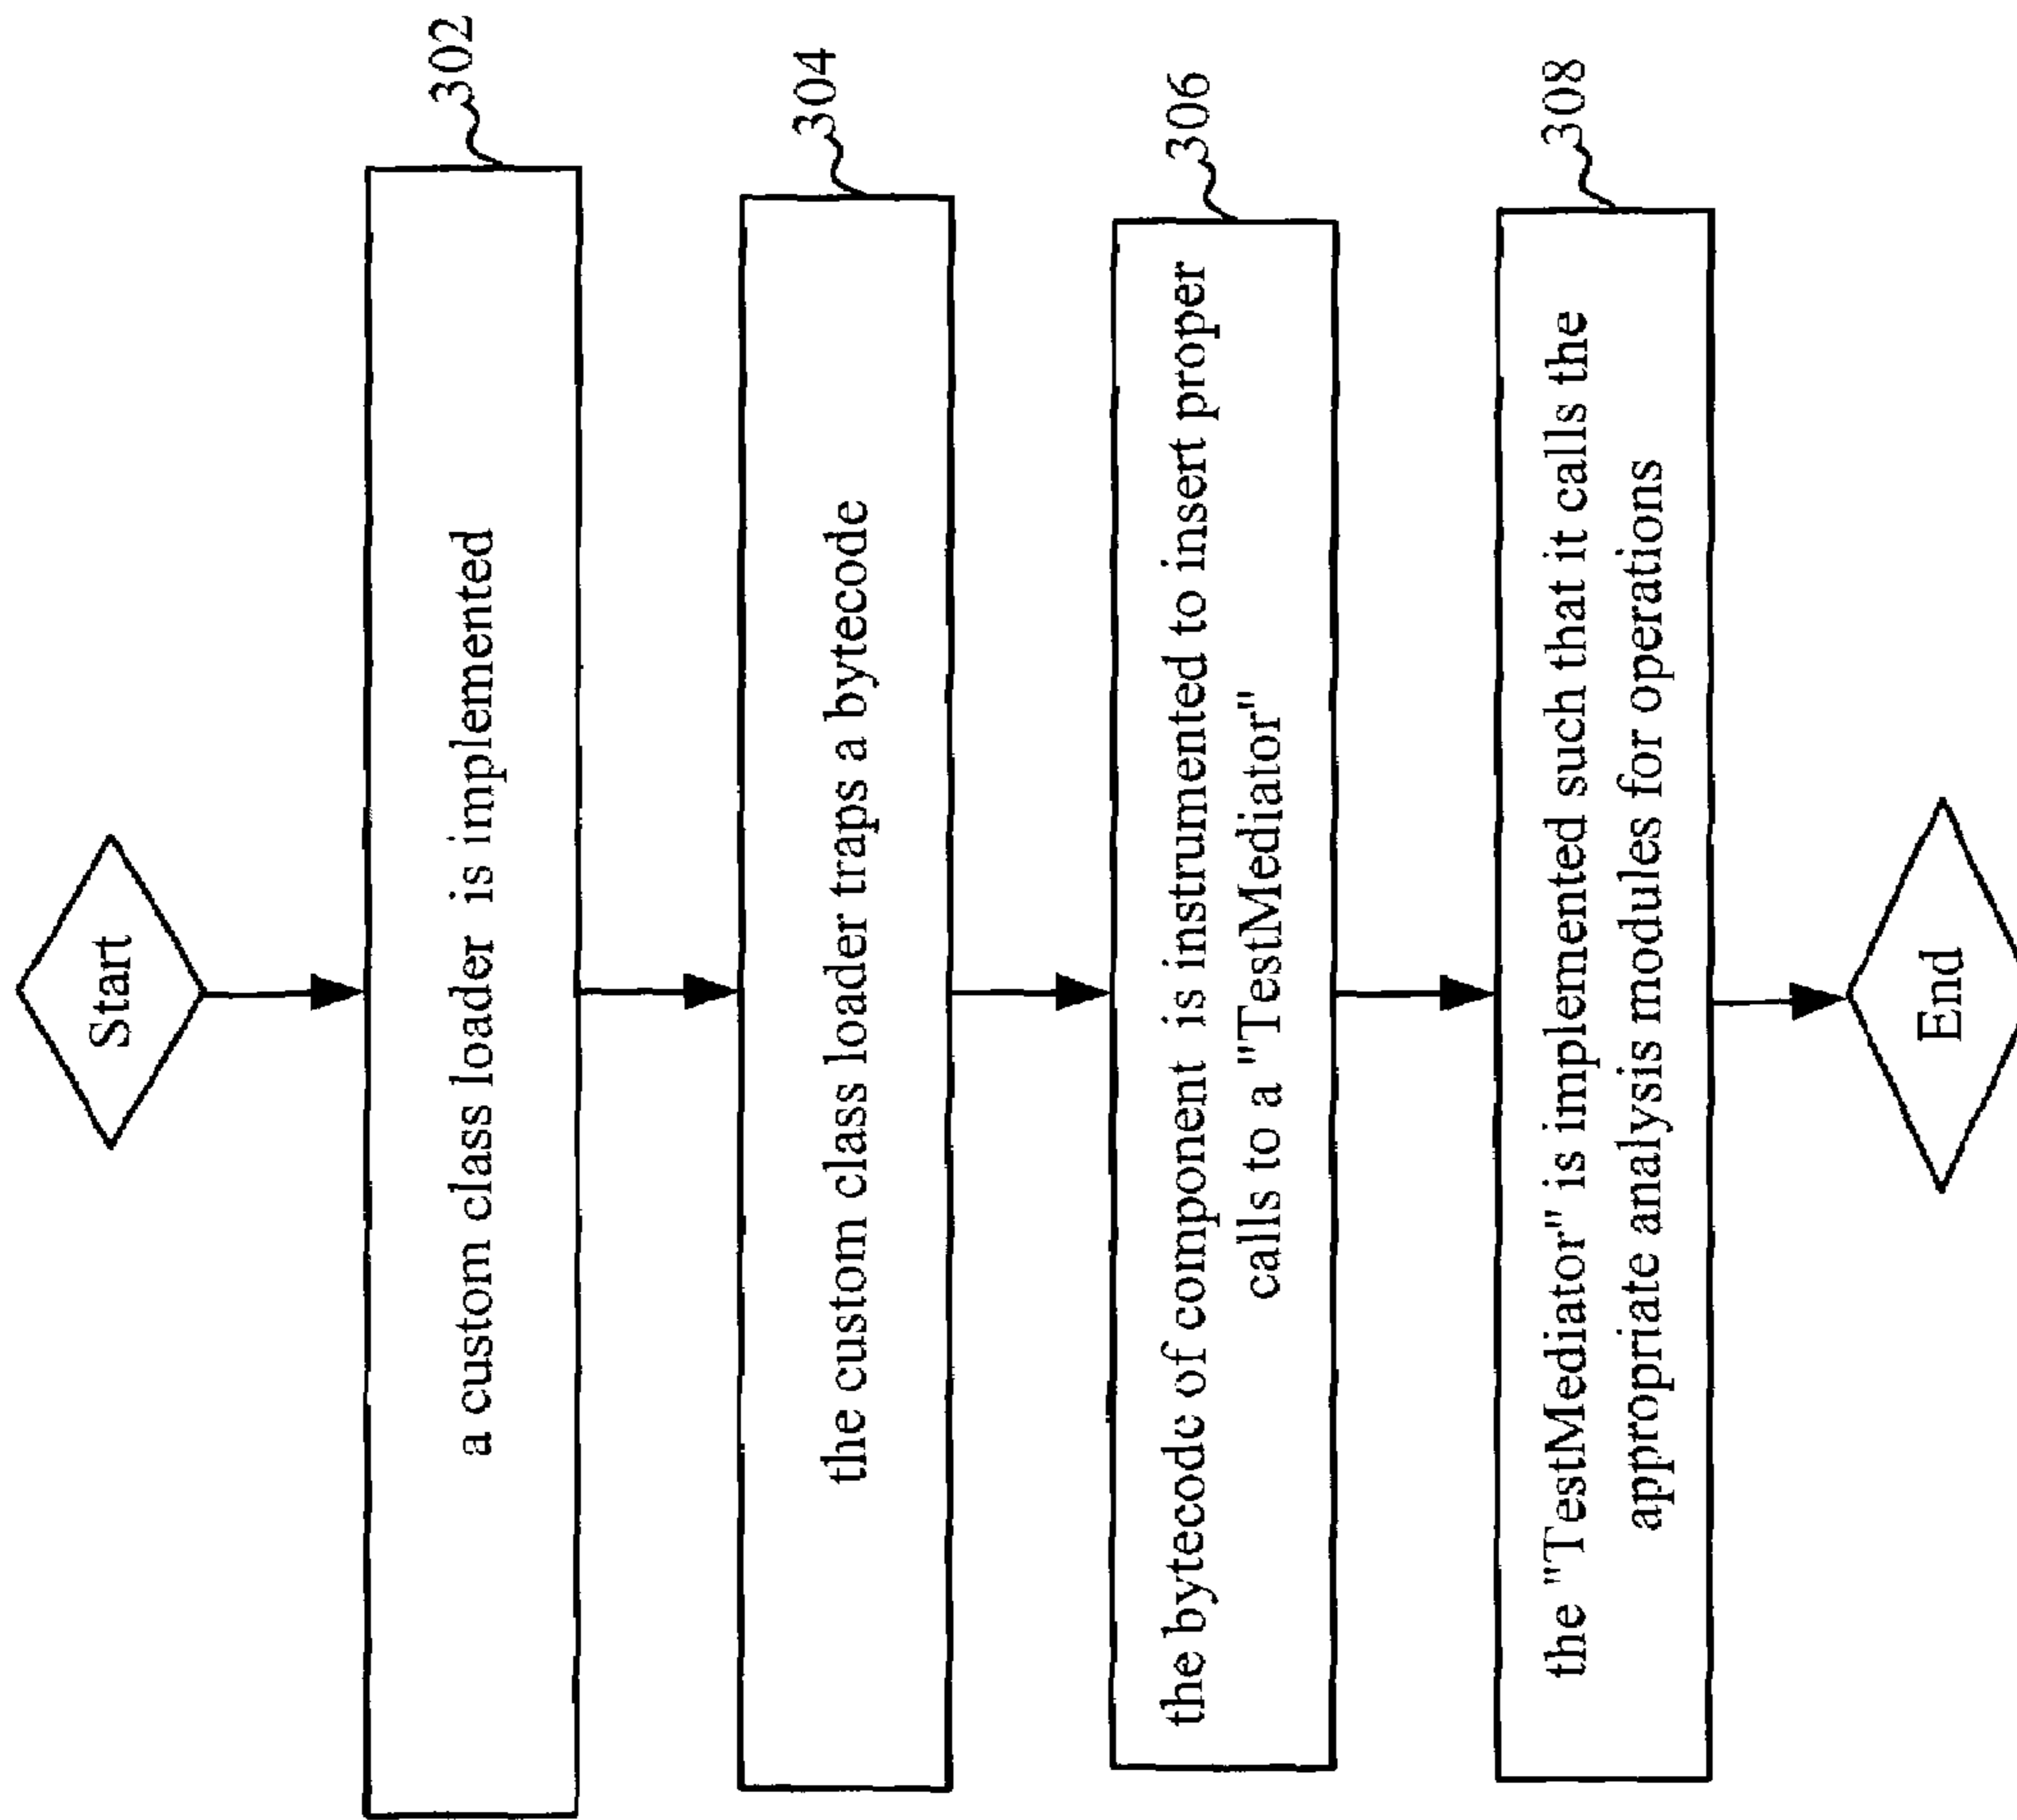 Start
302
a custom class loader is implemented
304
the custom class loader traps a bytecode
306
the bytecode of component is instrumented to insert proper
calls to a "TestMediator"
308
the "TestMediator" is implemented such that it calls the
appropriate analysis modules for operations
End